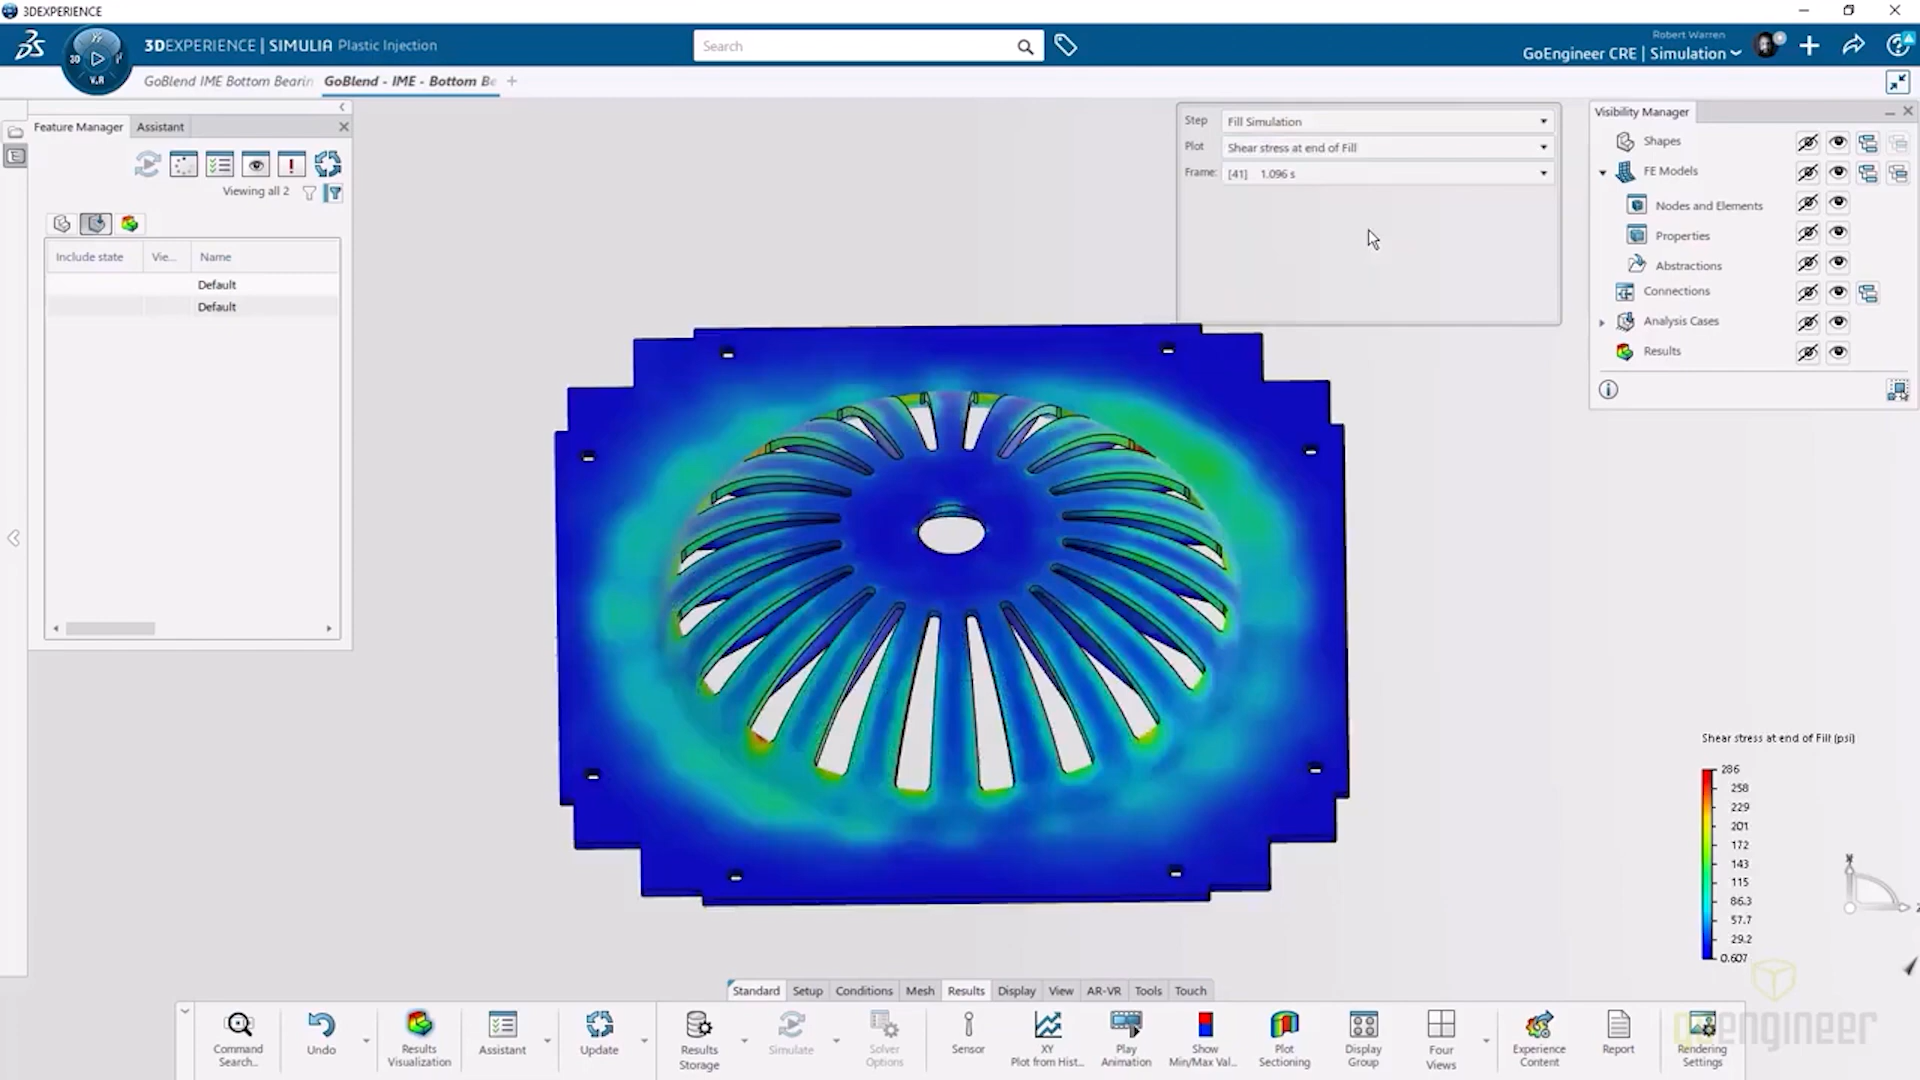 3DEXPERIENCE
3DEXPERIENCE | SIMULIA Plastic Injection
Search
Robert Warren
GoEngineer CRE | Simulation
3D
V.R
GoBlend IME Bottom Bearin
GoBlend - IME - Bottom Be
Feature Manager
Assistant
Viewing all 2
Include state
Vie...
Name
Default
Default
Step
Fill Simulation
Plot
Shear stress at end of Fill
Frame:
[41] 1.096 s
Visibility Manager
Shapes
FE Models
Nodes and Elements
Properties
Abstractions
Connections
Analysis Cases
Results
Shear stress at end of Fill (psi)
286
258
229
201
172
143
115
86.3
57.7
29.2
0.607
Standard
Setup
Conditions
Mesh
Results
Display
View
AR-VR
Tools
Touch
Command Search...
Undo
Results Visualization
Assistant
Update
Results Storage
Simulate
Solver Options
Sensor
XY Plot from Hist...
Play Animation
Show Min/Max Val...
Plot Sectioning
Display Group
Four Views
Experience Content
Report
Rendering Settings
goengineer